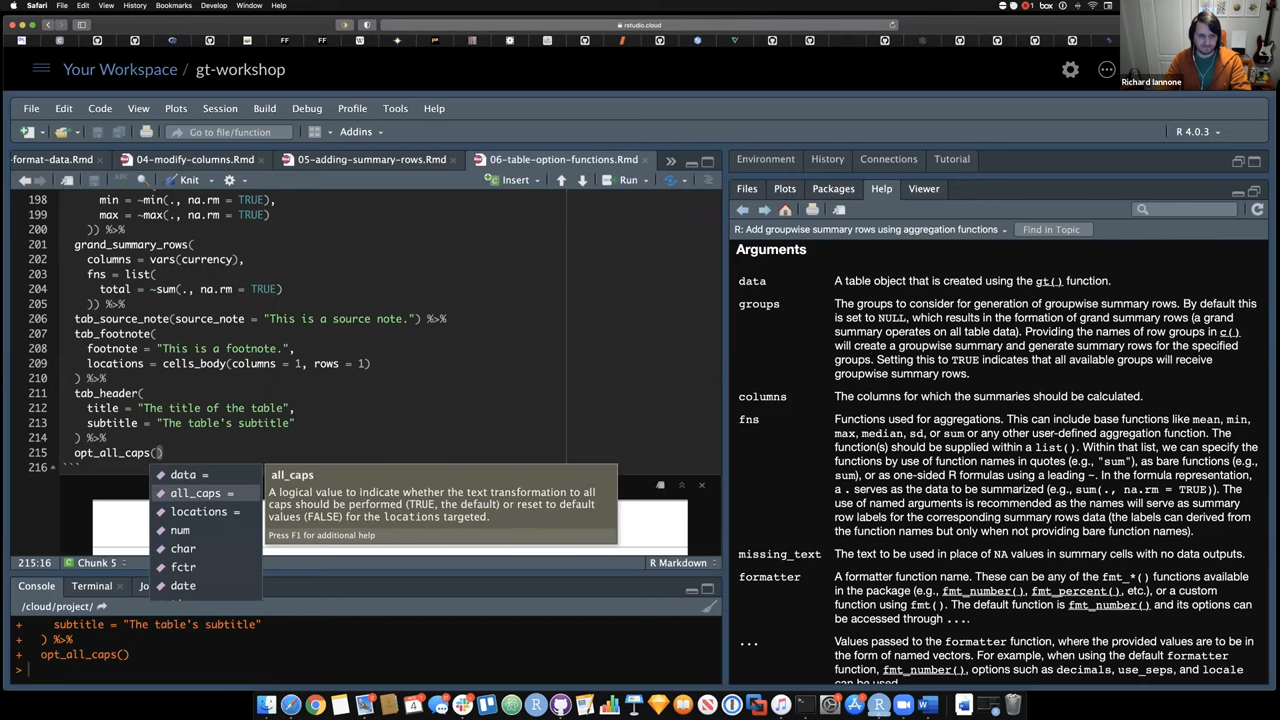 Safari File Edit View History Bookmarks Develop Window Help
box
rstudio.cloud
FF FF W
Richard Iannone
Your Workspace / gt-workshop
File Edit Code View Plots Session Build Debug Profile Tools Help
Go to file/function Addins R 4.0.3
-format-data.Rmd 04-modify-columns.Rmd 05-adding-summary-rows.Rmd 06-table-option-functions.Rmd
ABC Knit Insert Run
198 min = ~min(., na.rm = TRUE),
199 max = ~max(., na.rm = TRUE)
200 )) %>%
201 grand_summary_rows(
202 columns = vars(currency),
203 fns = list(
204 total = ~sum(., na.rm = TRUE)
205 )) %>%
206 tab_source_note(source_note = "This is a source note.") %>%
207 tab_footnote(
208 footnote = "This is a footnote.",
209 locations = cells_body(columns = 1, rows = 1)
210 ) %>%
211 tab_header(
212 title = "The title of the table",
213 subtitle = "The table's subtitle"
214 ) %>%
215 opt_all_caps()
216 ```
data =
all_caps =
locations =
num
char
fctr
date
all_caps
A logical value to indicate whether the text transformation to all
caps should be performed (TRUE, the default) or reset to default
values (FALSE) for the locations targeted.
Press F1 for additional help
215:16 Chunk 5 R Markdown
Console Terminal Jo
/cloud/project/
+ subtitle = "The table's subtitle"
+ ) %>%
+ opt_all_caps()
>
Environment History Connections Tutorial
Files Plots Packages Help Viewer
R: Add groupwise summary rows using aggregation functions Find in Topic
Arguments
data A table object that is created using the gt() function.
groups The groups to consider for generation of groupwise summary rows. By default this
is set to NULL, which results in the formation of grand summary rows (a grand
summary operates on all table data). Providing the names of row groups in c()
will create a groupwise summary and generate summary rows for the specified
groups. Setting this to TRUE indicates that all available groups will receive
groupwise summary rows.
columns The columns for which the summaries should be calculated.
fns Functions used for aggregations. This can include base functions like mean, min,
max, median, sd, or sum or any other user-defined aggregation function. The
function(s) should be supplied within a list(). Within that list, we can specify the
functions by use of function names in quotes (e.g., "sum"), as bare functions (e.g.,
sum), or as one-sided R formulas using a leading ~. In the formula representation,
a . serves as the data to be summarized (e.g., sum(., na.rm = TRUE)). The
use of named arguments is recommended as the names will serve as summary
row labels for the corresponding summary rows data (the labels can derived from
the function names but only when not providing bare function names).
missing_text The text to be used in place of NA values in summary cells with no data outputs.
formatter A formatter function name. These can be any of the fmt_*() functions available
in the package (e.g., fmt_number(), fmt_percent(), etc.), or a custom
function using fmt(). The default function is fmt_number() and its options can
be accessed through ....
... Values passed to the formatter function, where the provided values are to be in
the form of named vectors. For example, when using the default formatter
function, fmt_number(), options such as decimals, use_seps, and locale
can be used.